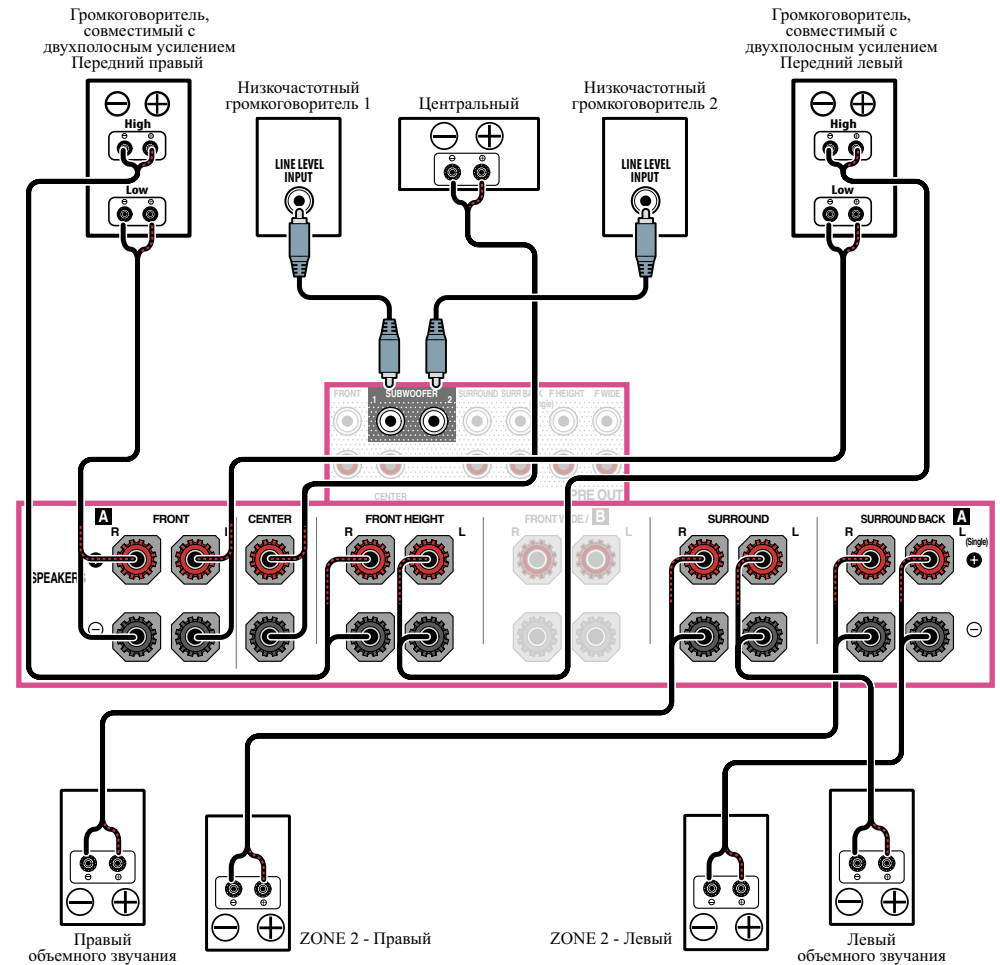 Громкоговоритель,
совместимый с
двухполосным усилением
Передний правый
Громкоговоритель,
совместимый с
двухполосным усилением
Передний левый
Низкочастотный
громкоговоритель 1
Центральный
Низкочастотный
громкоговоритель 2
High
Low
LINE LEVEL
INPUT
LINE LEVEL
INPUT
High
Low
FRONT
SUBWOOFER
SURROUND
SURR BACK
(Single)
F HEIGHT
F WIDE
1
2
CENTER
PRE OUT
A
FRONT
CENTER
FRONT HEIGHT
FRONT WIDE / B
SURROUND
SURROUND BACK A
R
L
R
L
R
L
R
L
R
L
(Single)
SPEAKERS
Правый
объемного звучания
ZONE 2 - Правый
ZONE 2 - Левый
Левый
объемного звучания